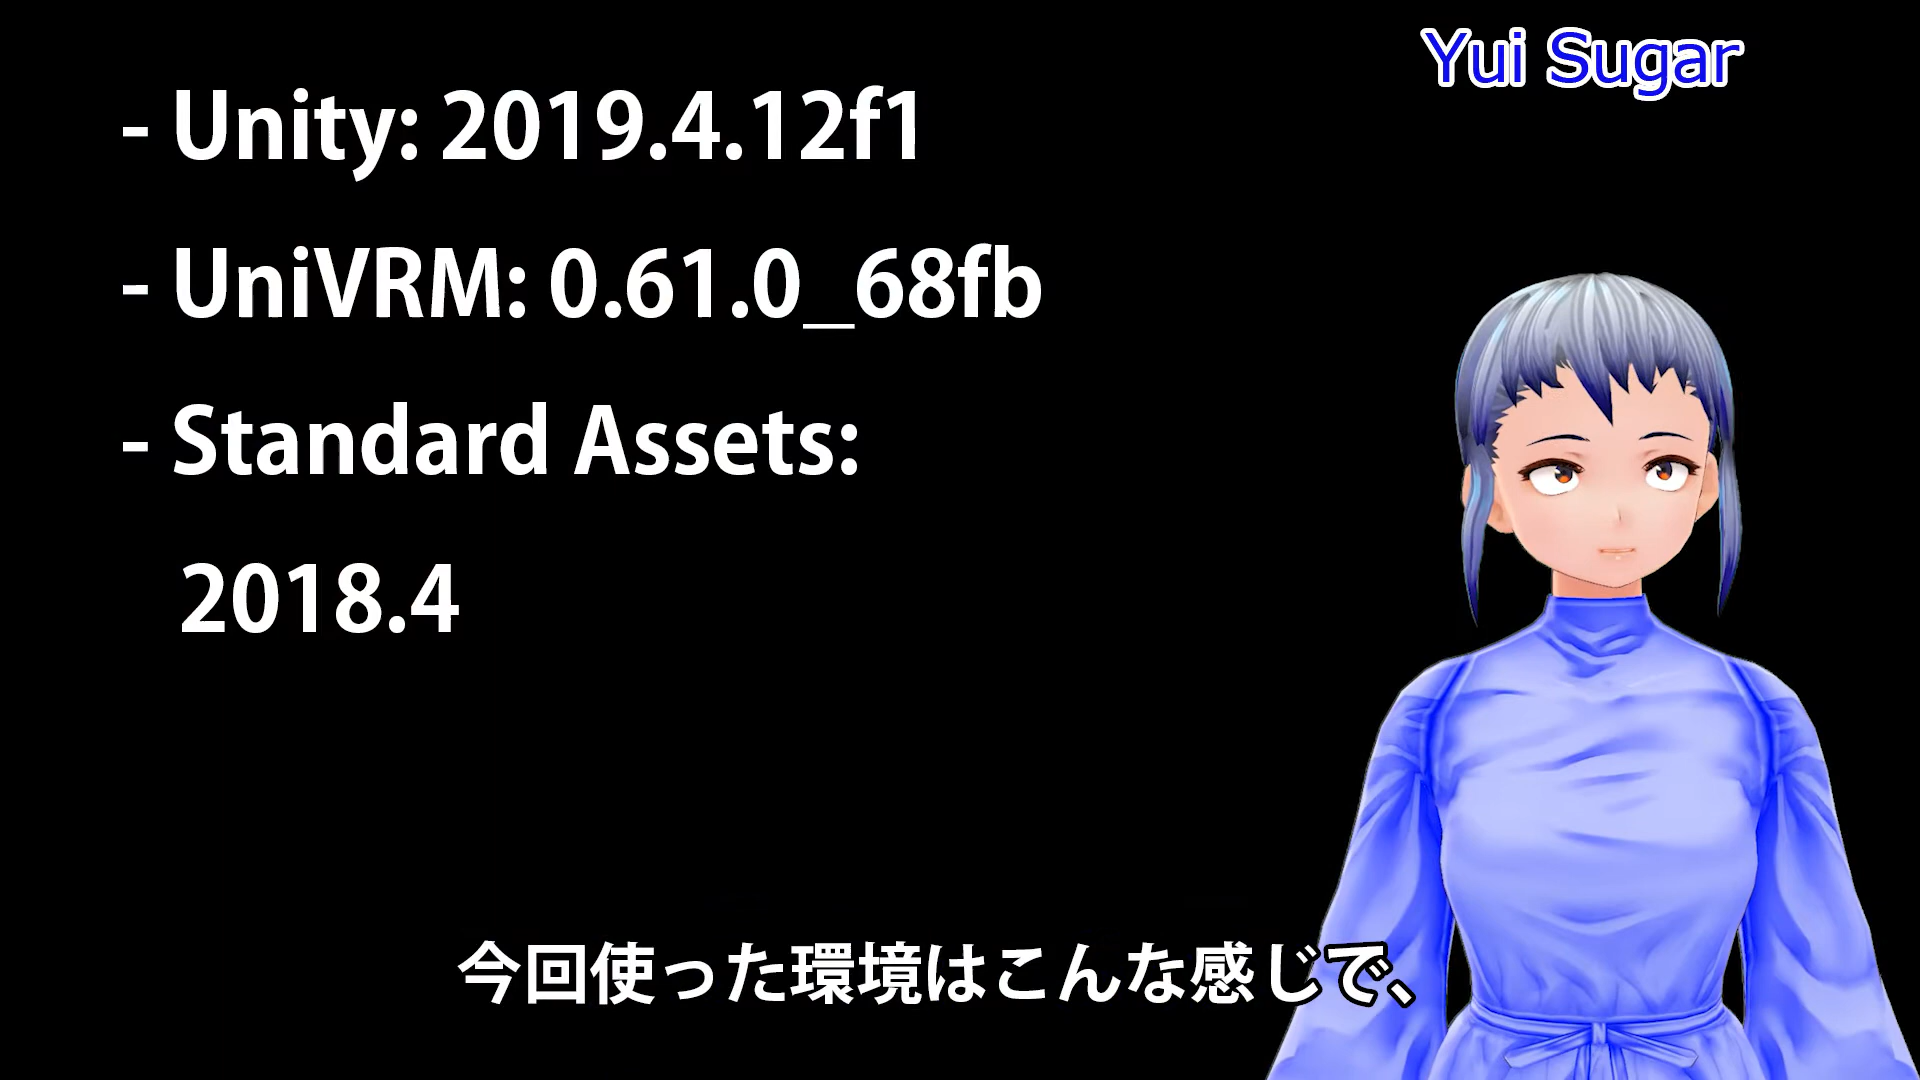 Yui Sugar
- Unity: 2019.4.12f1
- UniVRM: 0.61.0_68fb
- Standard Assets:
2018.4
今回使った環境はこんな感じで、